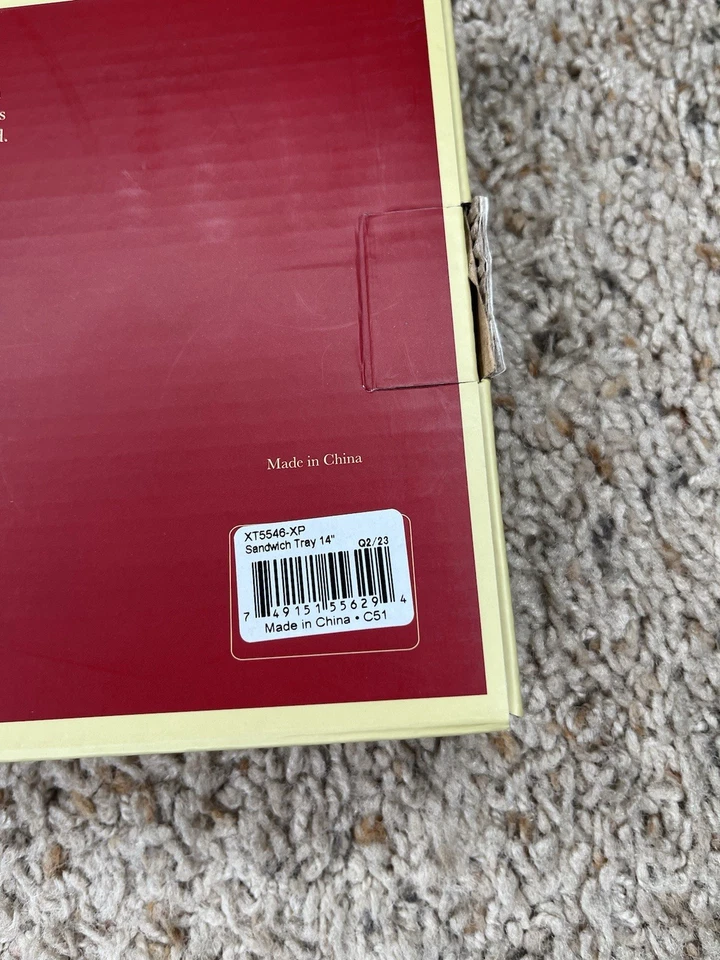 s
d.
Made in China
XT5546-XP
Sandwich Tray 14" Q2/23
7 49151 55629 4
Made in China • C51